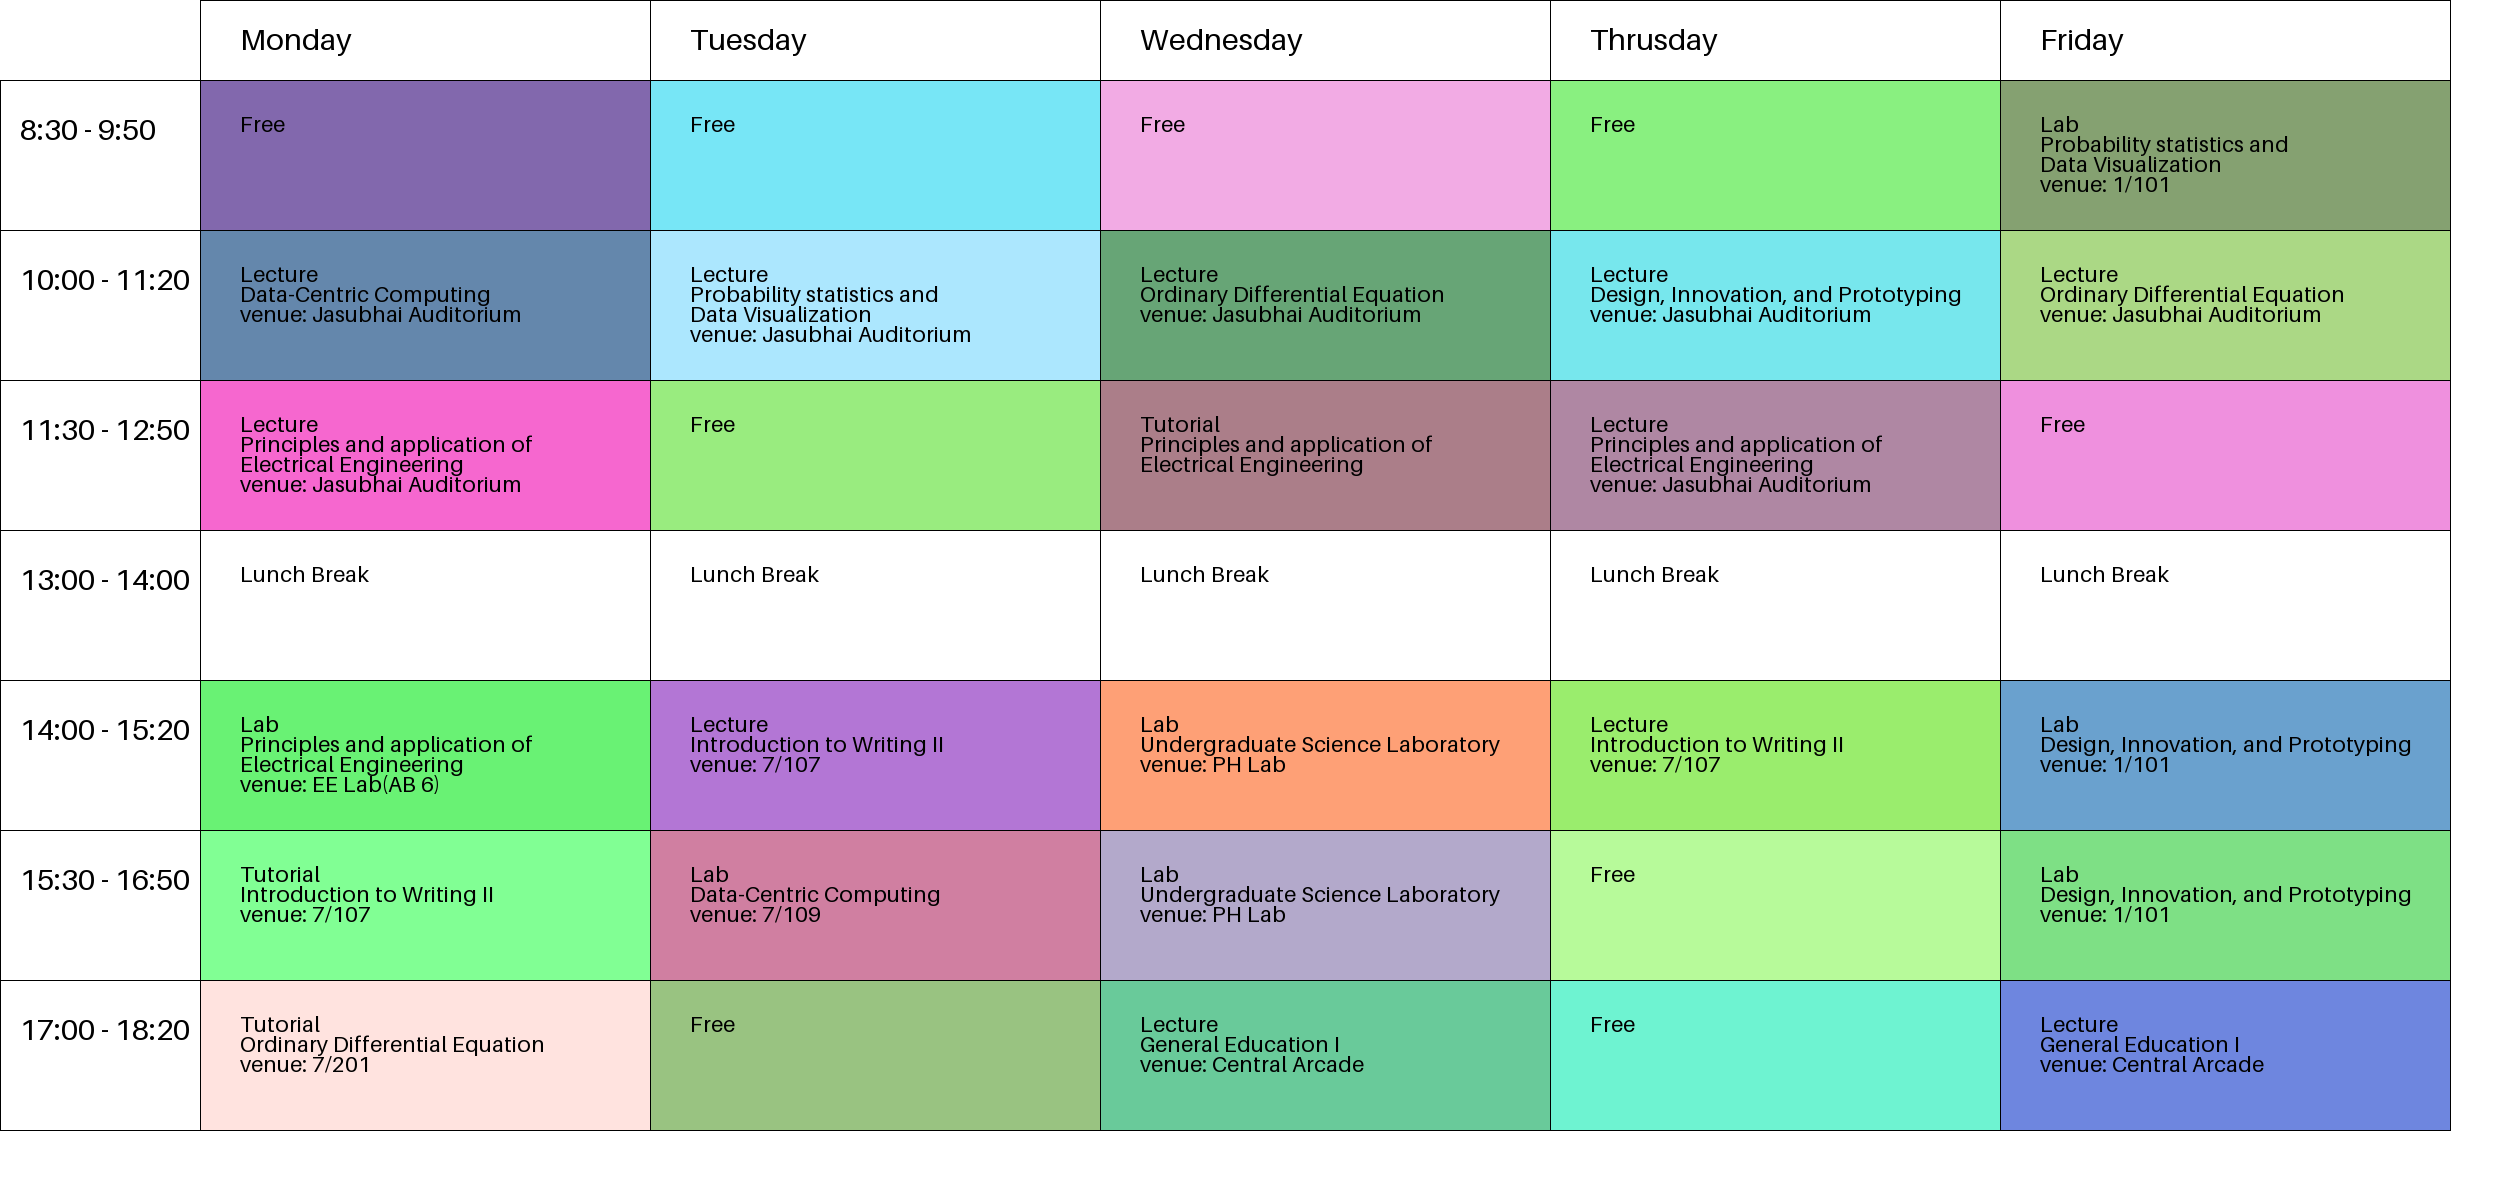 Monday
Tuesday
Wednesday
Thrusday
Friday
8:30 - 9:50
Free
Free
Free
Free
Lab
Probability statistics and
Data Visualization
venue: 1/101
10:00 - 11:20
Lecture
Data-Centric Computing
venue: Jasubhai Auditorium
Lecture
Probability statistics and
Data Visualization
venue: Jasubhai Auditorium
Lecture
Ordinary Differential Equation
venue: Jasubhai Auditorium
Lecture
Design, Innovation, and Prototyping
venue: Jasubhai Auditorium
Lecture
Ordinary Differential Equation
venue: Jasubhai Auditorium
11:30 - 12:50
Lecture
Principles and application of
Electrical Engineering
venue: Jasubhai Auditorium
Free
Tutorial
Principles and application of
Electrical Engineering
Lecture
Principles and application of
Electrical Engineering
venue: Jasubhai Auditorium
Free
13:00 - 14:00
Lunch Break
Lunch Break
Lunch Break
Lunch Break
Lunch Break
14:00 - 15:20
Lab
Principles and application of
Electrical Engineering
venue: EE Lab(AB 6)
Lecture
Introduction to Writing II
venue: 7/107
Lab
Undergraduate Science Laboratory
venue: PH Lab
Lecture
Introduction to Writing II
venue: 7/107
Lab
Design, Innovation, and Prototyping
venue: 1/101
15:30 - 16:50
Tutorial
Introduction to Writing II
venue: 7/107
Lab
Data-Centric Computing
venue: 7/109
Lab
Undergraduate Science Laboratory
venue: PH Lab
Free
Lab
Design, Innovation, and Prototyping
venue: 1/101
17:00 - 18:20
Tutorial
Ordinary Differential Equation
venue: 7/201
Free
Lecture
General Education I
venue: Central Arcade
Free
Lecture
General Education I
venue: Central Arcade